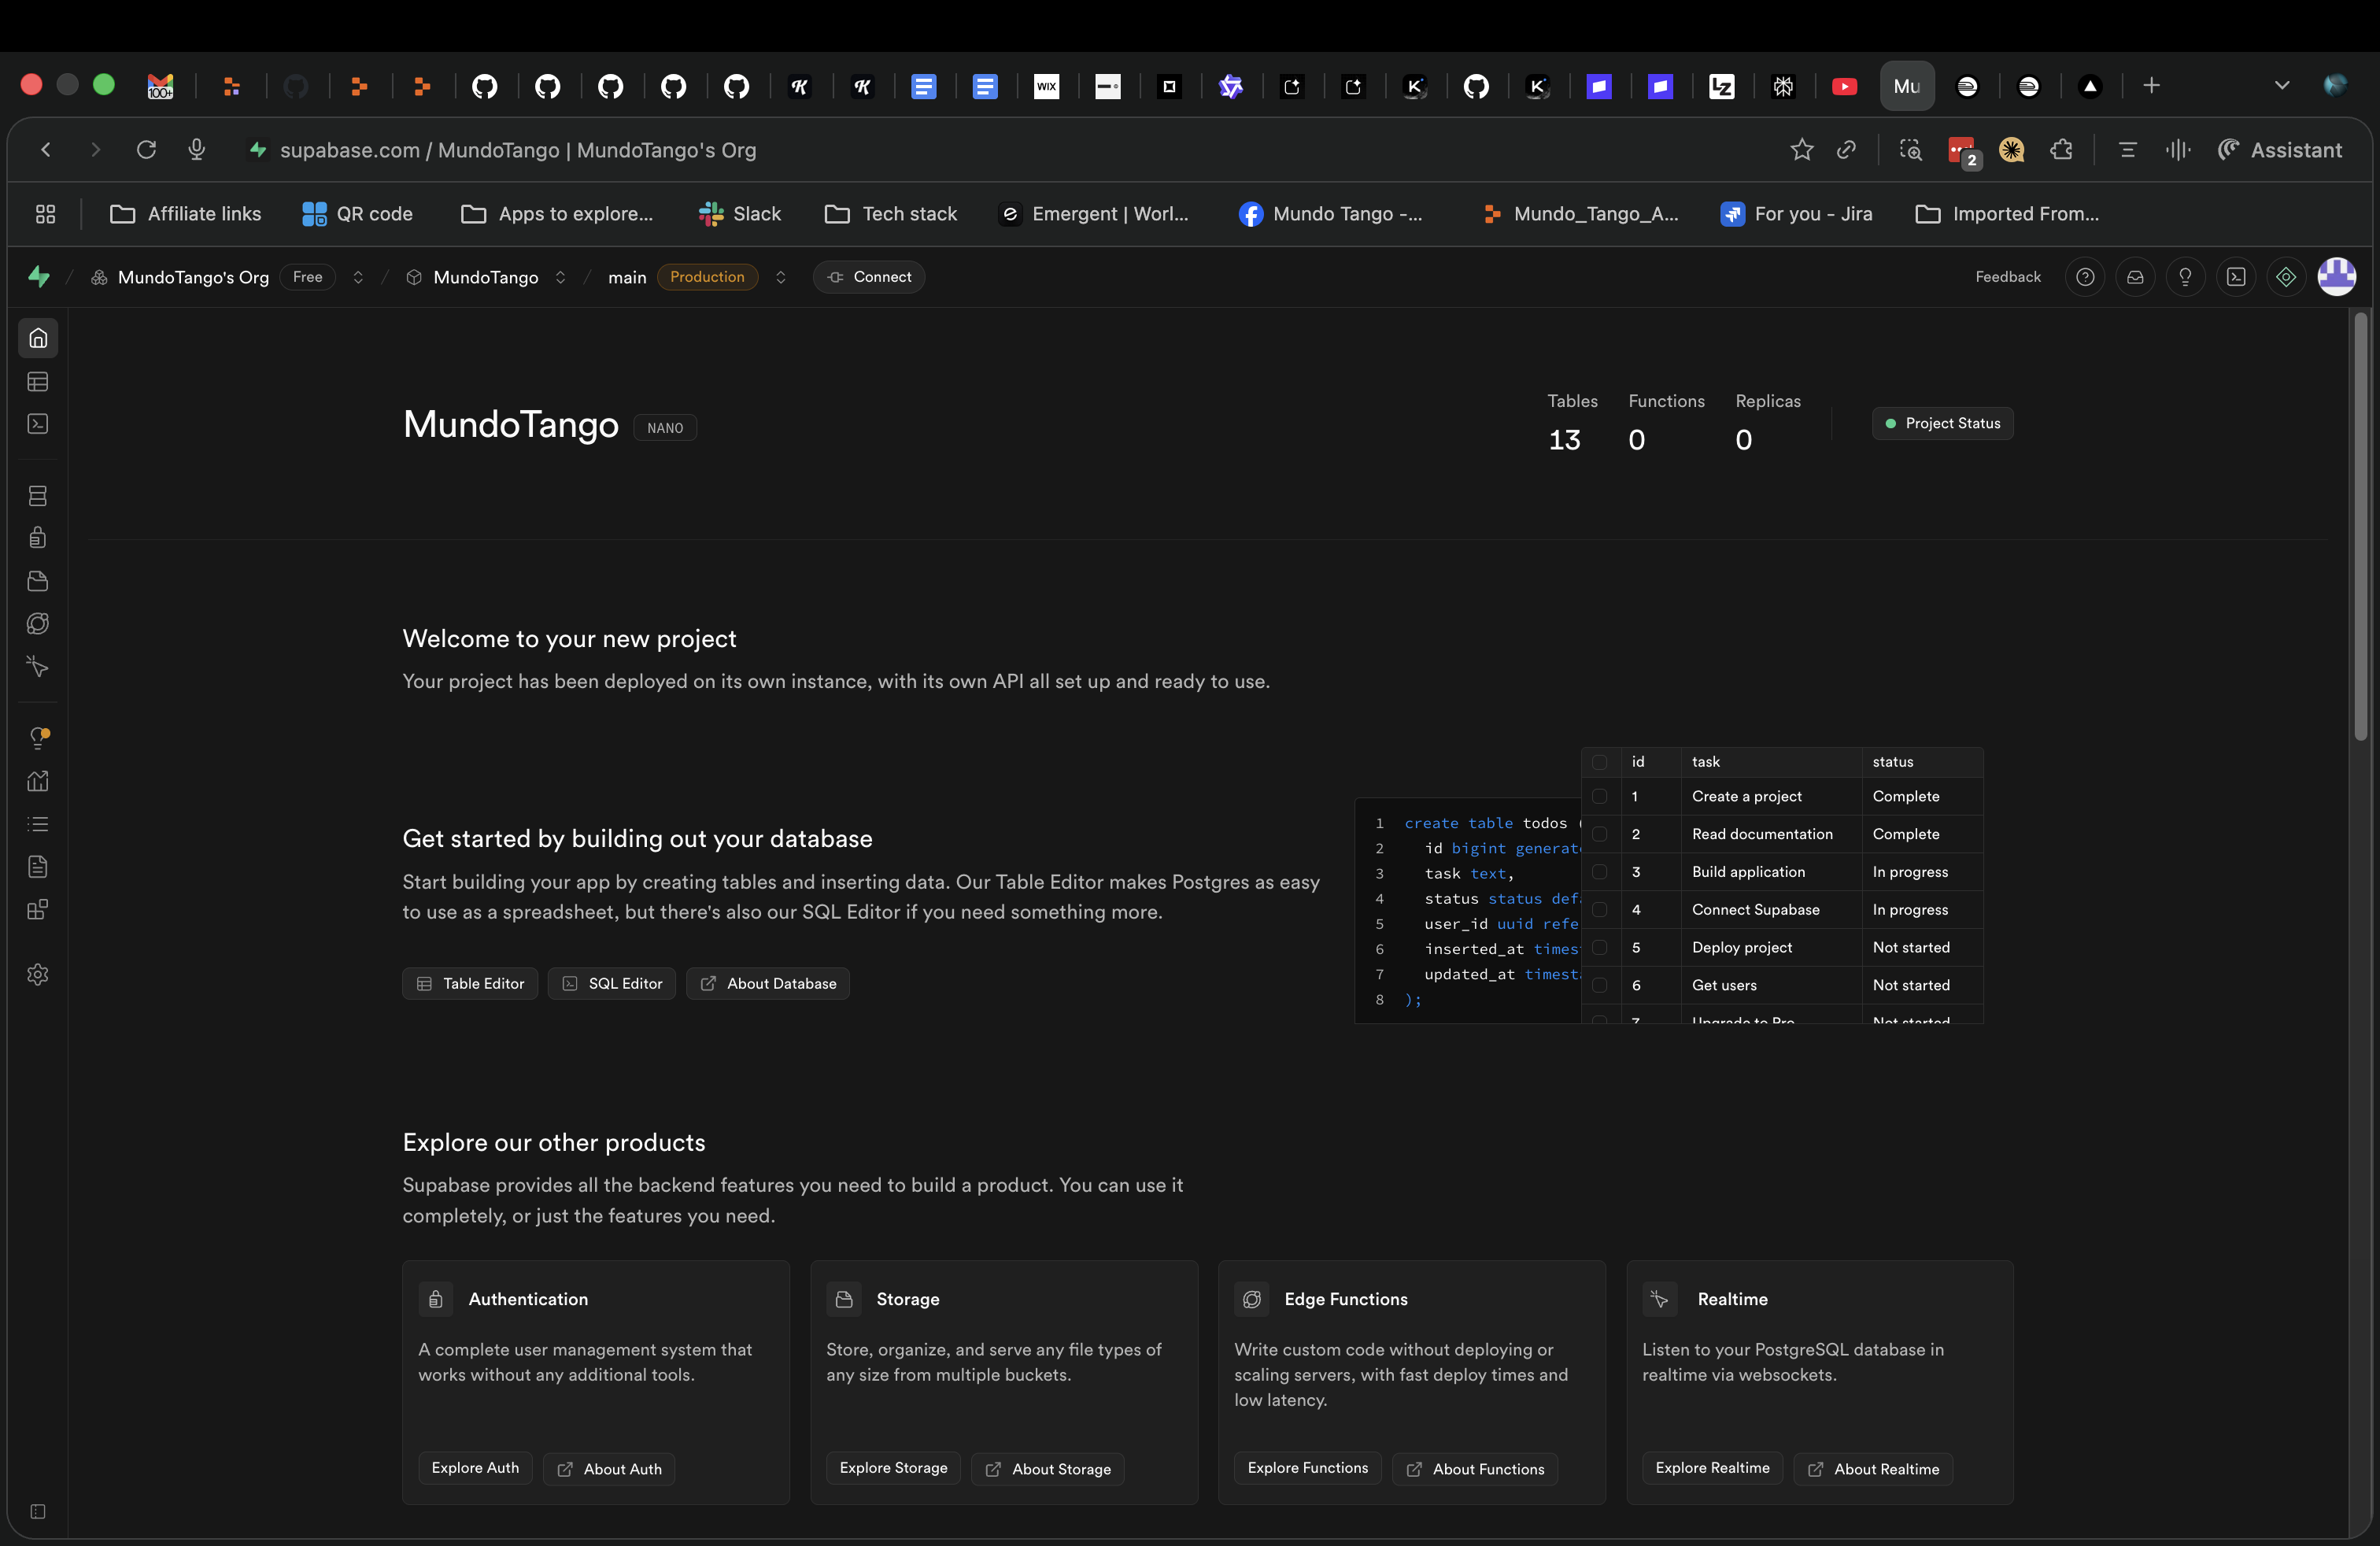 100+
WIX
Mu
supabase.com / MundoTango | MundoTango's Org
2
Assistant
Affiliate links
QR code
Apps to explore...
Slack
Tech stack
Emergent | Worl...
Mundo Tango -...
Mundo_Tango_A...
For you - Jira
Imported From...
MundoTango's Org
Free
MundoTango
main
Production
Connect
Feedback
MundoTango
NANO
Tables
13
Functions
0
Replicas
0
Project Status
Welcome to your new project
Your project has been deployed on its own instance, with its own API all set up and ready to use.
Get started by building out your database
Start building your app by creating tables and inserting data. Our Table Editor makes Postgres as easy
to use as a spreadsheet, but there's also our SQL Editor if you need something more.
Table Editor
SQL Editor
About Database
1 create table todos (
2 id bigint generate
3 task text,
4 status status defa
5 user_id uuid refe
6 inserted_at times
7 updated_at timesta
8 );
id task status
1 Create a project Complete
2 Read documentation Complete
3 Build application In progress
4 Connect Supabase In progress
5 Deploy project Not started
6 Get users Not started
7 Upgrade to Pro Not started
Explore our other products
Supabase provides all the backend features you need to build a product. You can use it
completely, or just the features you need.
Authentication
A complete user management system that
works without any additional tools.
Explore Auth
About Auth
Storage
Store, organize, and serve any file types of
any size from multiple buckets.
Explore Storage
About Storage
Edge Functions
Write custom code without deploying or
scaling servers, with fast deploy times and
low latency.
Explore Functions
About Functions
Realtime
Listen to your PostgreSQL database in
realtime via websockets.
Explore Realtime
About Realtime